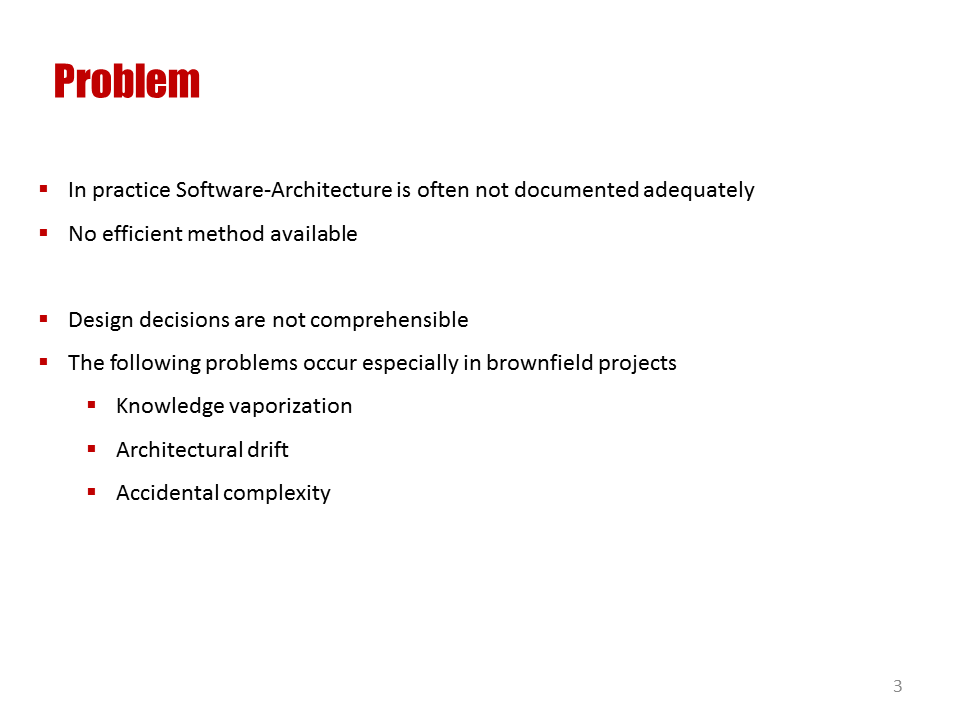 Problem
In practice Software-Architecture is often not documented adequately
No efficient method available
Design decisions are not comprehensible
The following problems occur especially in brownfield projects
Knowledge vaporization
Architectural drift
Accidental complexity
3